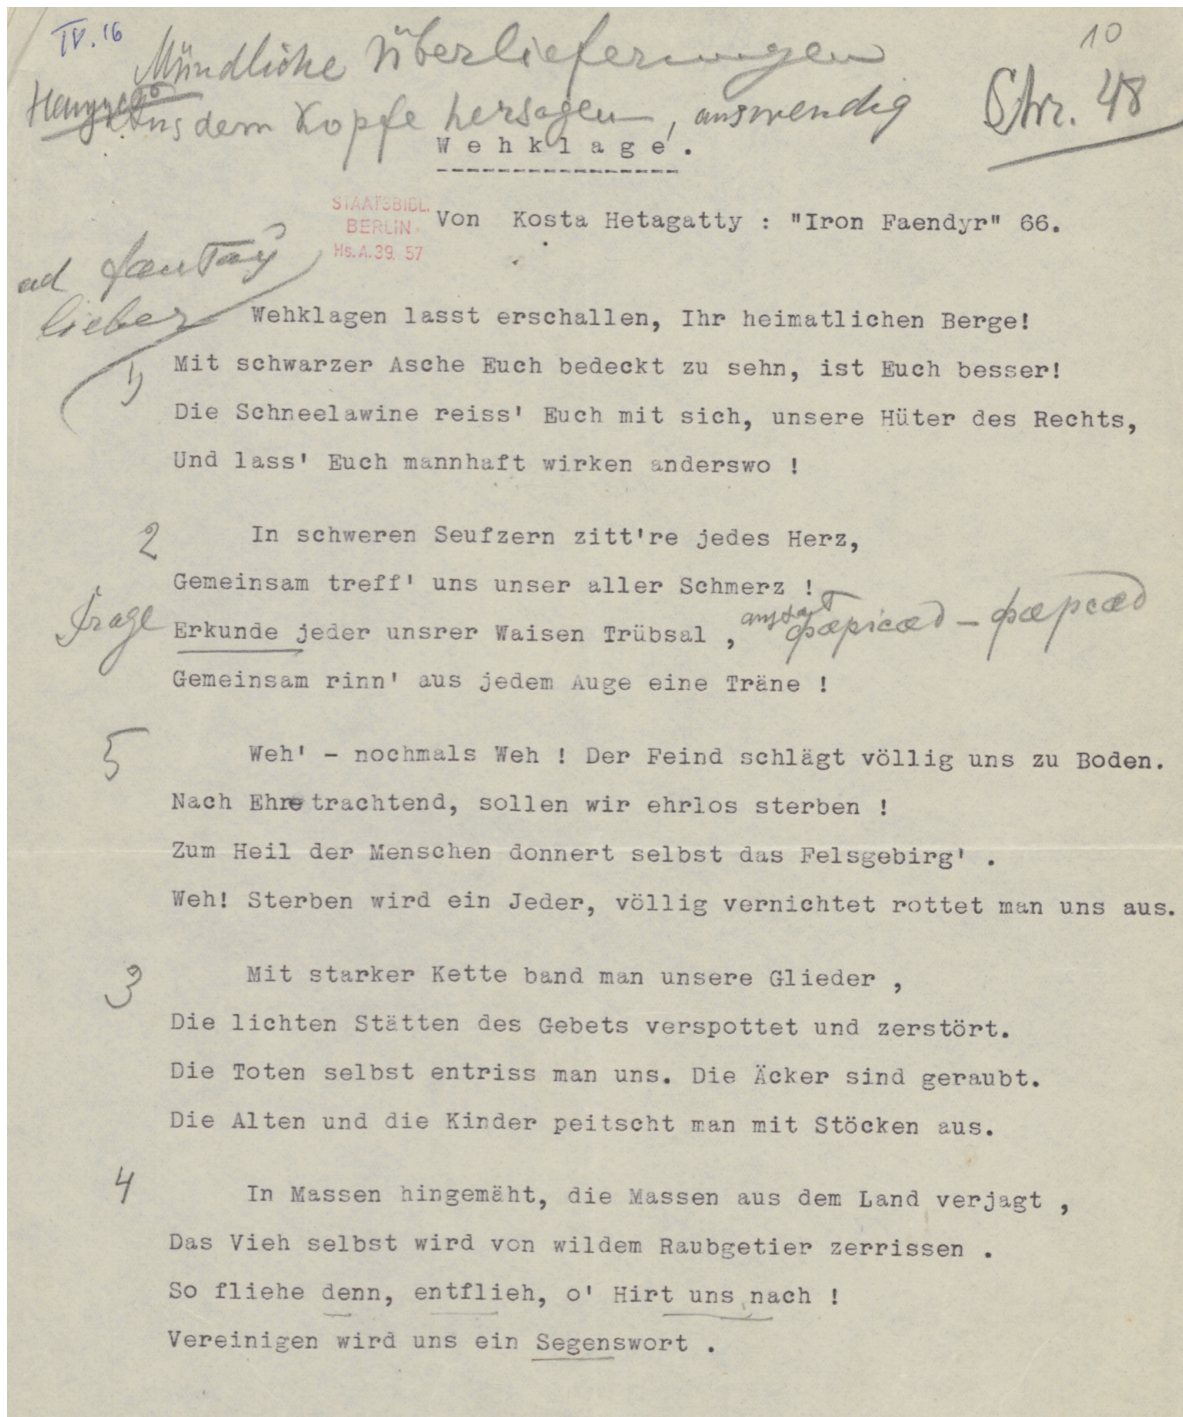 IV. 16
10
Mündliche Überlieferungen
Aus dem Kopfe hersagen, auswendig
Str. 48
Wehklage.
STAATSBIBL.
BERLIN
Hs.A.39, 57
Von Kosta Hetagatty : "Iron Faendyr" 66.
ad
lieber
1)
Wehklagen lasst erschallen, Ihr heimatlichen Berge!
Mit schwarzer Asche Euch bedeckt zu sehn, ist Euch besser!
Die Schneelawine reiss' Euch mit sich, unsere Hüter des Rechts,
Und lass' Euch mannhaft wirken anderswo !
2
In schweren Seufzern zitt're jedes Herz,
Gemeinsam treff' uns unser aller Schmerz !
Frage
Erkunde jeder unsrer Waisen Trübsal ,
anstatt фæрсæд – фæрсæд
Gemeinsam rinn' aus jedem Auge eine Träne !
5
Weh' - nochmals Weh ! Der Feind schlägt völlig uns zu Boden.
Nach Ehre trachtend, sollen wir ehrlos sterben !
Zum Heil der Menschen donnert selbst das Felsgebirg' .
Weh! Sterben wird ein Jeder, völlig vernichtet rottet man uns aus.
3
Mit starker Kette band man unsere Glieder ,
Die lichten Stätten des Gebets verspottet und zerstört.
Die Toten selbst entriss man uns. Die Äcker sind geraubt.
Die Alten und die Kinder peitscht man mit Stöcken aus.
4
In Massen hingemäht, die Massen aus dem Land verjagt ,
Das Vieh selbst wird von wildem Raubgetier zerrissen .
So fliehe denn, entflieh, o' Hirt uns nach !
Vereinigen wird uns ein Segenswort .